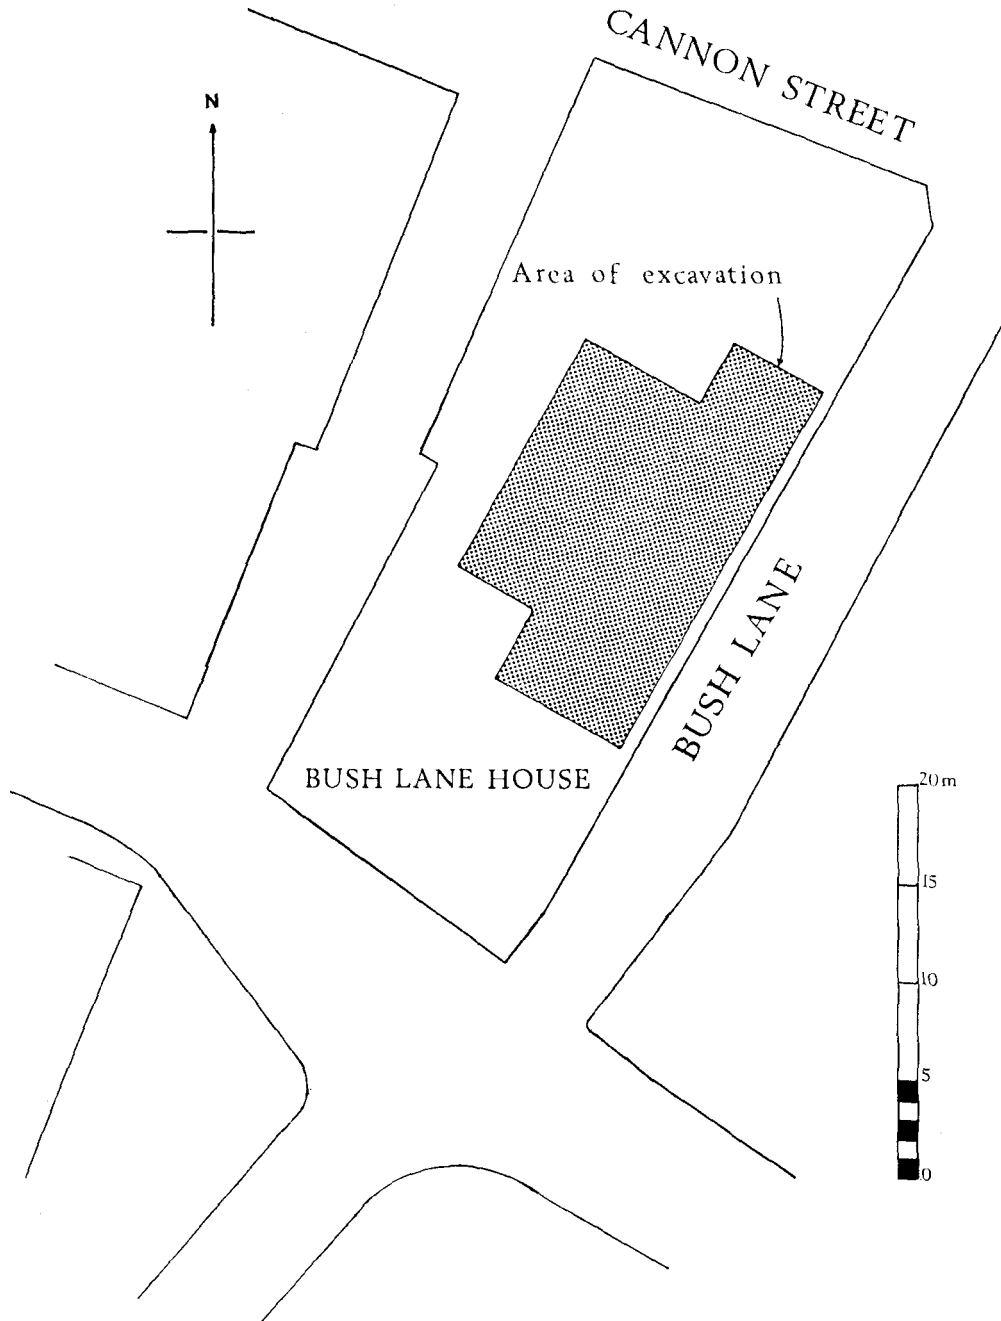 CANNON STREET
N
Area of excavation
BUSH LANE
BUSH LANE HOUSE
20m
15
10
5
0